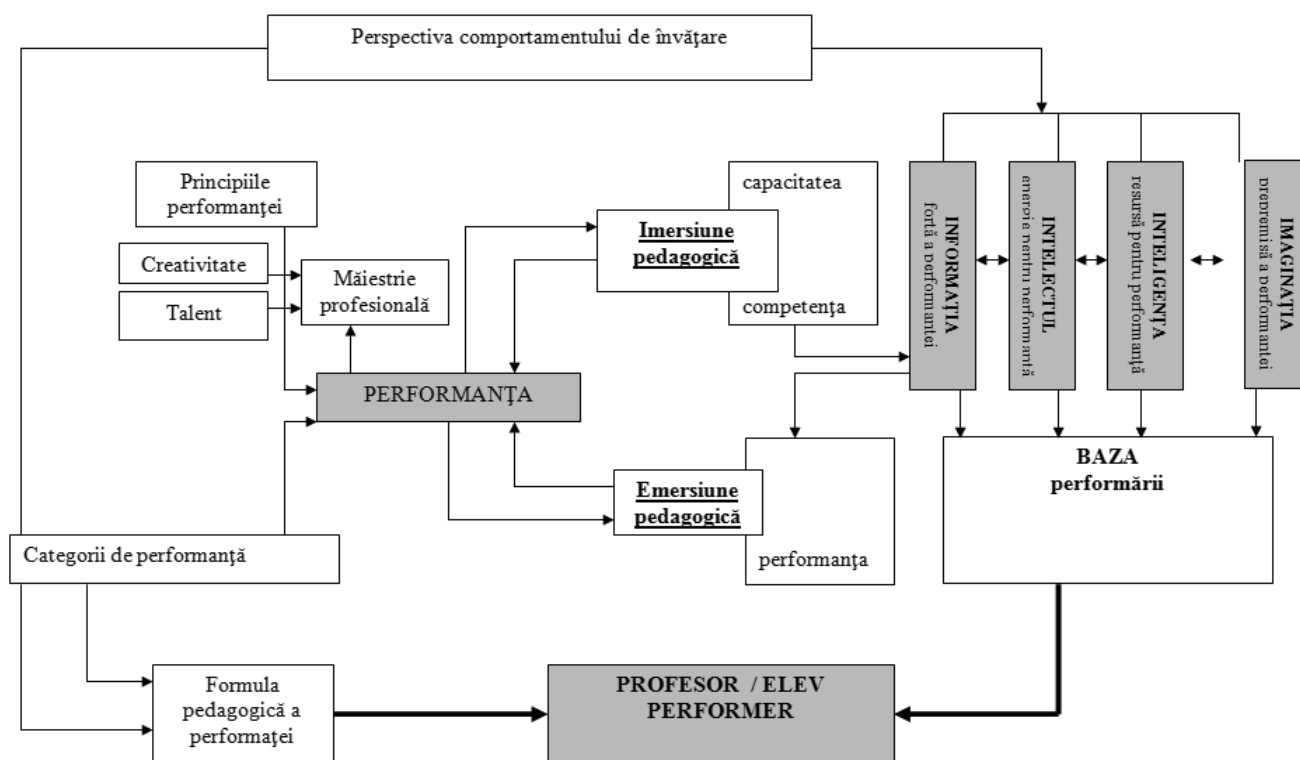 Perspectiva comportamentului de învăţare
Principiile
performanţei
Creativitate
Talent
Măiestrie
profesională
capacitatea
Imersiune
pedagogică
competenţa
INFORMAŢIA
forţă a performanţei
INTELECTUL
energie pentru performanţă
INTELIGENŢA
resursă pentru performanţă
IMAGINAŢIA
prepremisă a performanţei
PERFORMANŢA
Emersiune
pedagogică
performanţa
BAZA
performării
Categorii de performanţă
Formula
pedagogică a
performaţei
PROFESOR / ELEV
PERFORMER